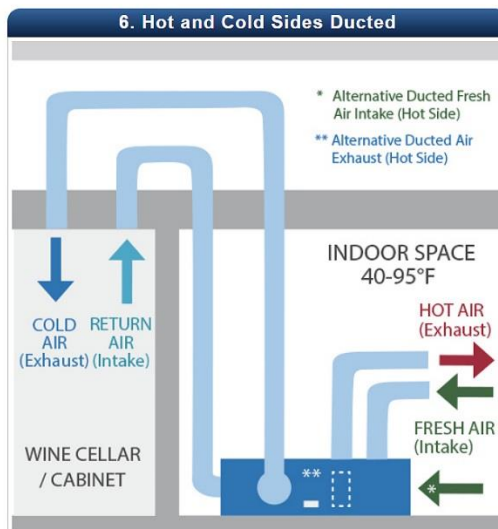 6. Hot and Cold Sides Ducted
* Alternative Ducted Fresh
Air Intake (Hot Side)
** Alternative Ducted Air
Exhaust (Hot Side)
INDOOR SPACE
40-95°F
HOT AIR
(Exhaust)
COLD
AIR
(Exhaust)
RETURN
AIR
(Intake)
FRESH AIR
(Intake)
WINE CELLAR
/ CABINET
**
*